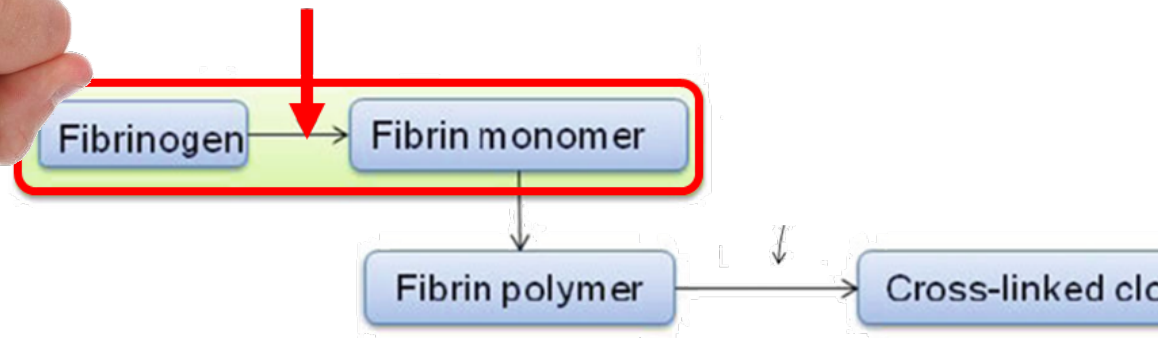 Fibrinogen
Fibrin monomer
Fibrin polymer
Cross-linked clo